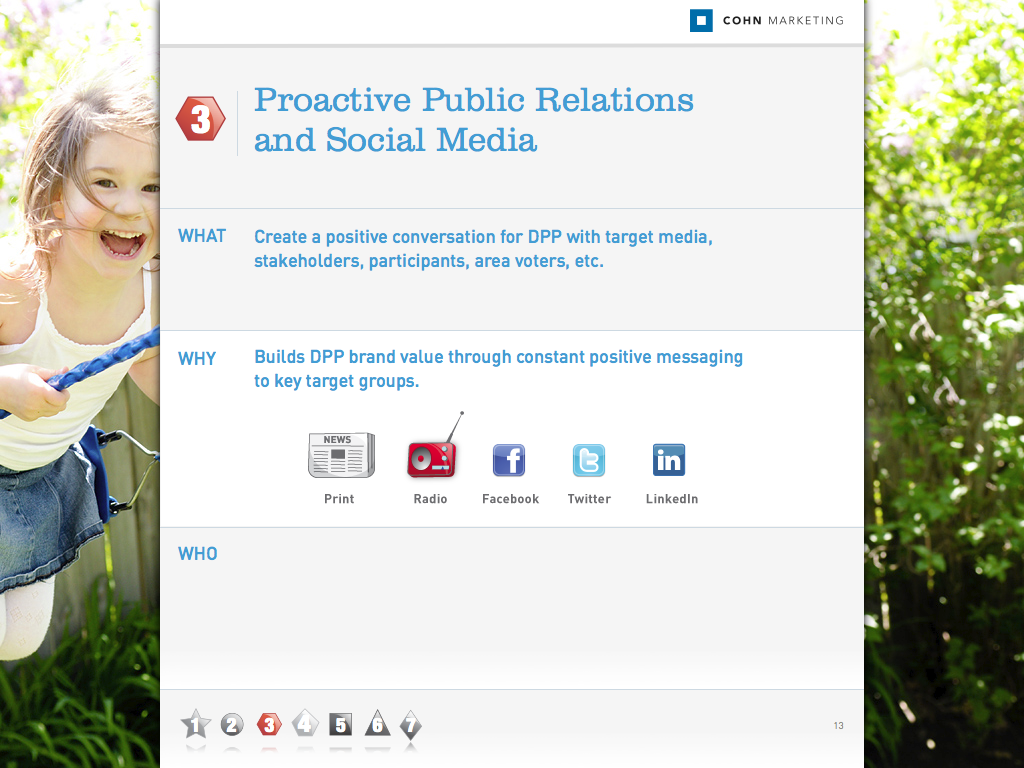 COHN MARKETING
3
Proactive Public Relations
and Social Media
WHAT
Create a positive conversation for DPP with target media,
stakeholders, participants, area voters, etc.
WHY
Builds DPP brand value through constant positive messaging
to key target groups.
NEWS
f
t
in
Print Radio Facebook Twitter LinkedIn
WHO
1 2 3 4 5 6 7
13